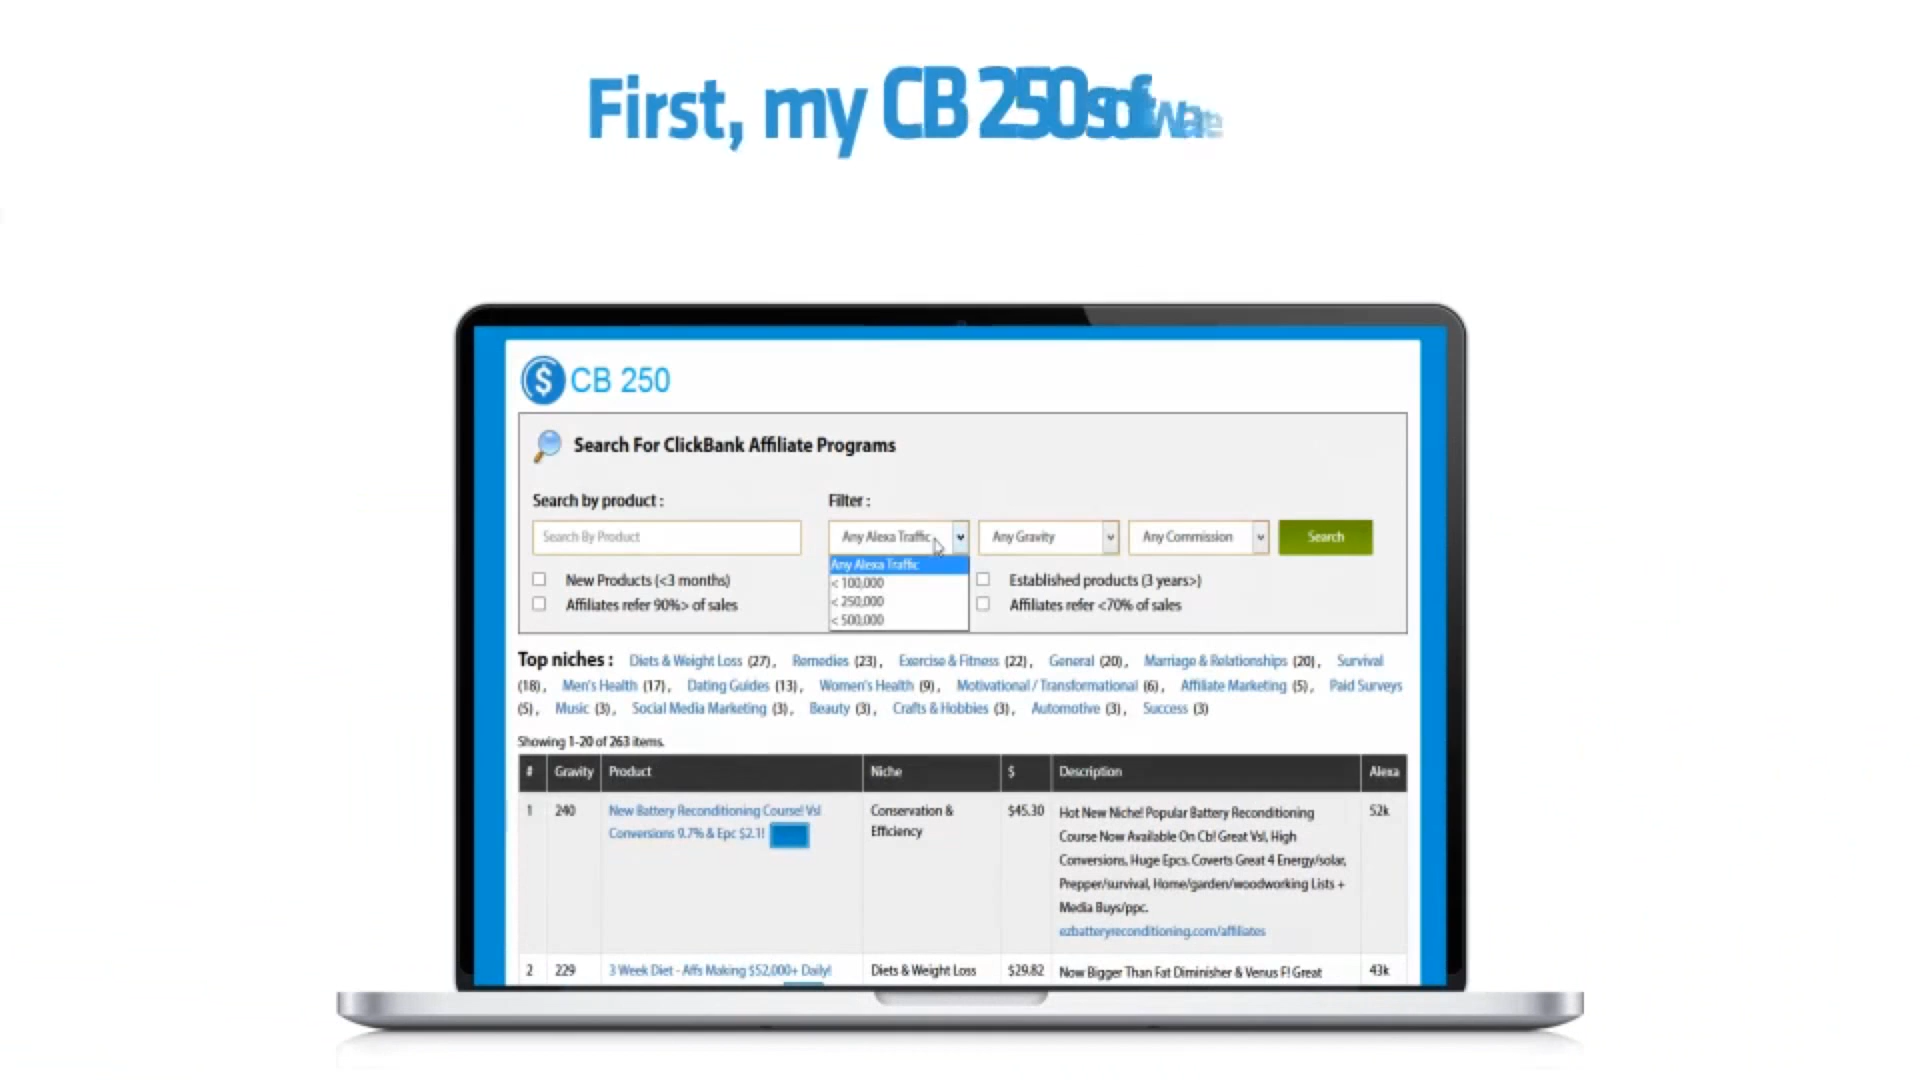 First, my CB 250 software
CB 250
Search For ClickBank Affiliate Programs
Search by product :
Filter :
Search By Product
Any Alexa Traffic
Any Gravity
Any Commission
Search
Any Alexa Traffic
< 100,000
< 250,000
< 500,000
New Products (<3 months)
Established products (3 years>)
Affiliates refer 90%> of sales
Affiliates refer <70% of sales
Top niches : Diets & Weight Loss (27), Remedies (23), Exercise & Fitness (22), General (20), Marriage & Relationships (20), Survival
(18), Men's Health (17), Dating Guides (13), Women's Health (9), Motivational / Transformational (6), Affiliate Marketing (5), Paid Surveys
(5), Music (3), Social Media Marketing (3), Beauty (3), Crafts & Hobbies (3), Automotive (3), Success (3)
Showing 1-20 of 263 items.
# Gravity Product Niche $ Description Alexa
1 240 New Battery Reconditioning Course! Vsl Conservation & $45.30 Hot New Niche! Popular Battery Reconditioning 52k
Conversions 9.7% & Epc $2.1! Efficiency Course Now Available On Cb! Great Vsl, High
Conversions, Huge Epcs. Coverts Great 4 Energy/solar,
Prepper/survival, Home/garden/woodworking Lists +
Media Buys/ppc.
ezbatteryreconditioning.com/affiliates
2 229 3 Week Diet - Affs Making $52,000+ Daily! Diets & Weight Loss $29.82 Now Bigger Than Fat Diminisher & Venus F! Great 43k